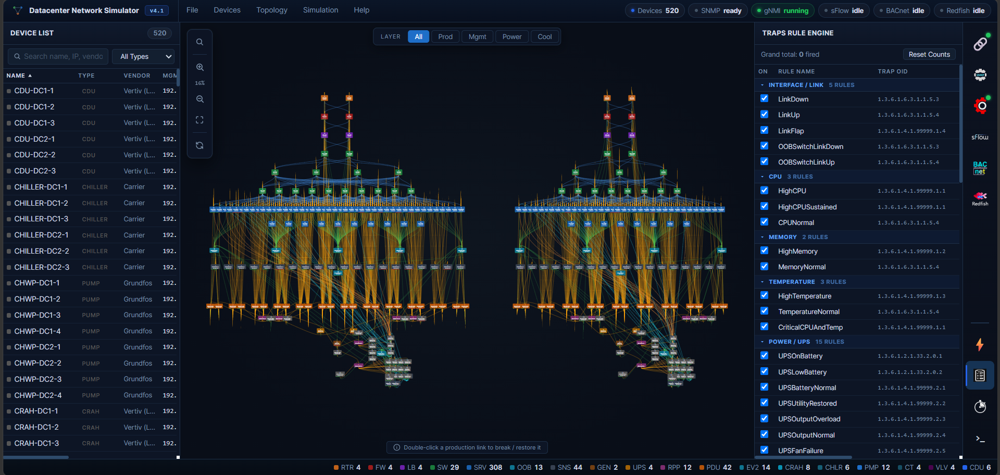 Datacenter Network Simulator v4.1
File Devices Topology Simulation Help
Devices 520 SNMP ready gNMI running sFlow idle BACnet idle Redfish idle
DEVICE LIST 520
Search name, IP, vendc All Types
NAME ▲ TYPE VENDOR MGM
CDU-DC1-1 CDU Vertiv (L... 192.
CDU-DC1-2 CDU Vertiv (L... 192.
CDU-DC1-3 CDU Vertiv (L... 192.
CDU-DC2-1 CDU Vertiv (L... 192.
CDU-DC2-2 CDU Vertiv (L... 192.
CDU-DC2-3 CDU Vertiv (L... 192.
CHILLER-DC1-1 CHILLER Carrier 192.
CHILLER-DC1-2 CHILLER Carrier 192.
CHILLER-DC1-3 CHILLER Carrier 192.
CHILLER-DC2-1 CHILLER Carrier 192.
CHILLER-DC2-2 CHILLER Carrier 192.
CHILLER-DC2-3 CHILLER Carrier 192.
CHWP-DC1-1 PUMP Grundfos 192.
CHWP-DC1-2 PUMP Grundfos 192.
CHWP-DC1-3 PUMP Grundfos 192.
CHWP-DC1-4 PUMP Grundfos 192.
CHWP-DC2-1 PUMP Grundfos 192.
CHWP-DC2-2 PUMP Grundfos 192.
CHWP-DC2-3 PUMP Grundfos 192.
CHWP-DC2-4 PUMP Grundfos 192.
CRAH-DC1-1 CRAH Vertiv (L... 192.
CRAH-DC1-2 CRAH Vertiv (L... 192.
CRAH-DC1-3 CRAH Vertiv (L... 192.
16%
LAYER All Prod Mgmt Power Cool
Double-click a production link to break / restore it
TRAPS RULE ENGINE
Grand total: 0 fired Reset Counts
ON RULE NAME TRAP OID
INTERFACE / LINK 5 RULES
LinkDown 1.3.6.1.6.3.1.1.5.3
LinkUp 1.3.6.1.6.3.1.1.5.4
LinkFlap 1.3.6.1.4.1.99999.1.4
OOBSwitchLinkDown 1.3.6.1.6.3.1.1.5.3
OOBSwitchLinkUp 1.3.6.1.6.3.1.1.5.4
CPU 3 RULES
HighCPU 1.3.6.1.4.1.99999.1.1
HighCPUSustained 1.3.6.1.4.1.99999.1.1
CPUNormal 1.3.6.1.6.3.1.1.5.4
MEMORY 2 RULES
HighMemory 1.3.6.1.4.1.99999.1.2
MemoryNormal 1.3.6.1.6.3.1.1.5.4
TEMPERATURE 3 RULES
HighTemperature 1.3.6.1.4.1.99999.1.3
TemperatureNormal 1.3.6.1.6.3.1.1.5.4
CriticalCPUAndTemp 1.3.6.1.4.1.99999.1.1
POWER / UPS 15 RULES
UPSOnBattery 1.3.6.1.2.1.33.2.0.1
UPSLowBattery 1.3.6.1.2.1.33.2.0.2
UPSBatteryNormal 1.3.6.1.4.1.99999.2.1
UPSUtilityRestored 1.3.6.1.4.1.99999.2.2
UPSOutputOverload 1.3.6.1.4.1.99999.2.3
UPSOutputNormal 1.3.6.1.4.1.99999.2.4
UPSFanFailure 1.3.6.1.4.1.99999.2.5
SNMP
sFlow
BAC
net
Redfish
RTR 4 FW 4 LB 4 SW 29 SRV 308 OOB 13 SNS 44 GEN 2 UPS 4 RPP 12 PDU 42 EV2 14 CRAH 8 CHLR 6 PMP 12 CT 4 VLV 4 CDU 6